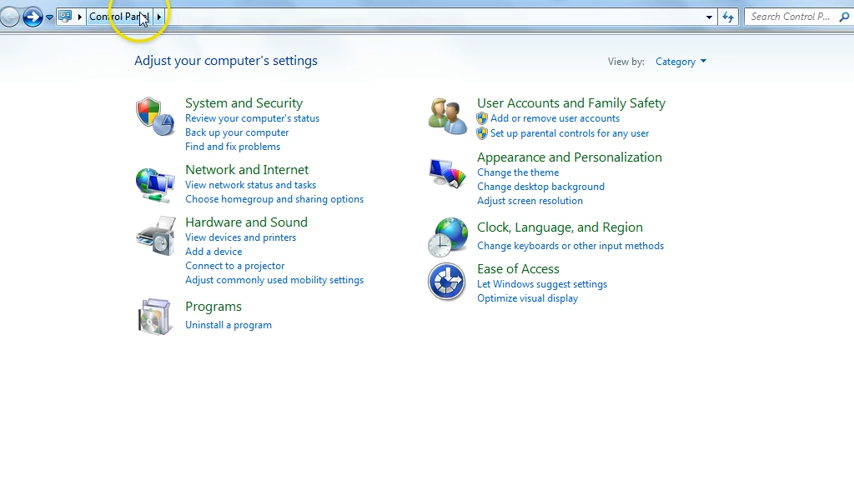 Control Panel
Search Control P...
Adjust your computer's settings
View by: Category
System and Security
Review your computer's status
Back up your computer
Find and fix problems
Network and Internet
View network status and tasks
Choose homegroup and sharing options
Hardware and Sound
View devices and printers
Add a device
Connect to a projector
Adjust commonly used mobility settings
Programs
Uninstall a program
User Accounts and Family Safety
Add or remove user accounts
Set up parental controls for any user
Appearance and Personalization
Change the theme
Change desktop background
Adjust screen resolution
Clock, Language, and Region
Change keyboards or other input methods
Ease of Access
Let Windows suggest settings
Optimize visual display